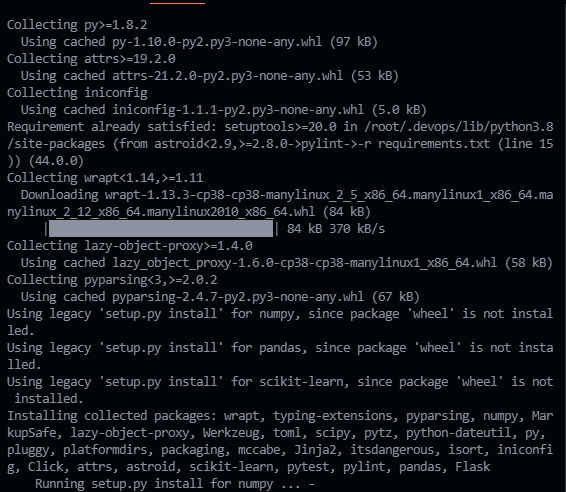 Collecting py>=1.8.2
Using cached py-1.10.0-py2.py3-none-any.whl (97 kB)
Collecting attrs>=19.2.0
Using cached attrs-21.2.0-py2.py3-none-any.whl (53 kB)
Collecting iniconfig
Using cached iniconfig-1.1.1-py2.py3-none-any.whl (5.0 kB)
Requirement already satisfied: setuptools>=20.0 in /root/.devops/lib/python3.8
/site-packages (from astroid<2.9,>=2.8.0->pylint->-r requirements.txt (line 15
)) (44.0.0)
Collecting wrapt<1.14,>=1.11
Downloading wrapt-1.13.3-cp38-cp38-manylinux_2_5_x86_64.manylinux1_x86_64.ma
nylinux_2_12_x86_64.manylinux2010_x86_64.whl (84 kB)
| | 84 kB 370 kB/s
Collecting lazy-object-proxy>=1.4.0
Using cached lazy_object_proxy-1.6.0-cp38-cp38-manylinux1_x86_64.whl (58 kB)
Collecting pyparsing<3,>=2.0.2
Using cached pyparsing-2.4.7-py2.py3-none-any.whl (67 kB)
Using legacy 'setup.py install' for numpy, since package 'wheel' is not instal
led.
Using legacy 'setup.py install' for pandas, since package 'wheel' is not insta
lled.
Using legacy 'setup.py install' for scikit-learn, since package 'wheel' is not
installed.
Installing collected packages: wrapt, typing-extensions, pyparsing, numpy, Mar
kupSafe, lazy-object-proxy, Werkzeug, toml, scipy, pytz, python-dateutil, py,
pluggy, platformdirs, packaging, mccabe, Jinja2, itsdangerous, isort, iniconfi
g, Click, attrs, astroid, scikit-learn, pytest, pylint, pandas, Flask
Running setup.py install for numpy ... -